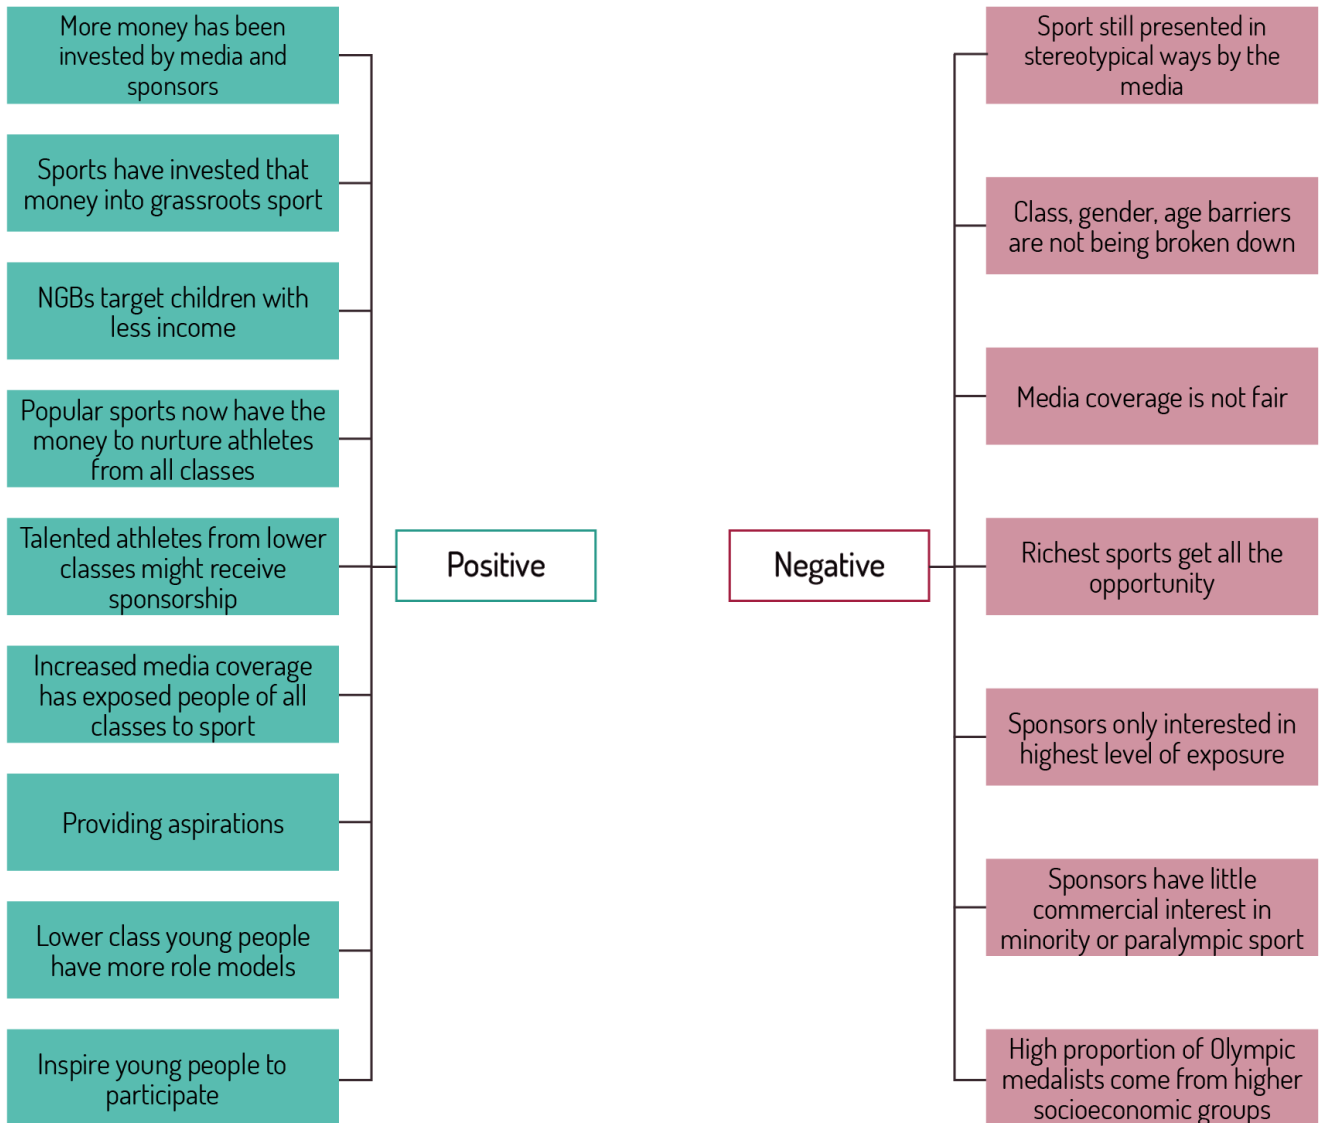 More money has been
invested by media and
sponsors
Sports have invested that
money into grassroots sport
NGBs target children with
less income
Popular sports now have the
money to nurture athletes
from all classes
Talented athletes from lower
classes might receive
sponsorship
Increased media coverage
has exposed people of all
classes to sport
Providing aspirations
Lower class young people
have more role models
Inspire young people to
participate
Positive
Negative
Sport still presented in
stereotypical ways by the
media
Class, gender, age barriers
are not being broken down
Media coverage is not fair
Richest sports get all the
opportunity
Sponsors only interested in
highest level of exposure
Sponsors have little
commercial interest in
minority or paralympic sport
High proportion of Olympic
medalists come from higher
socioeconomic groups